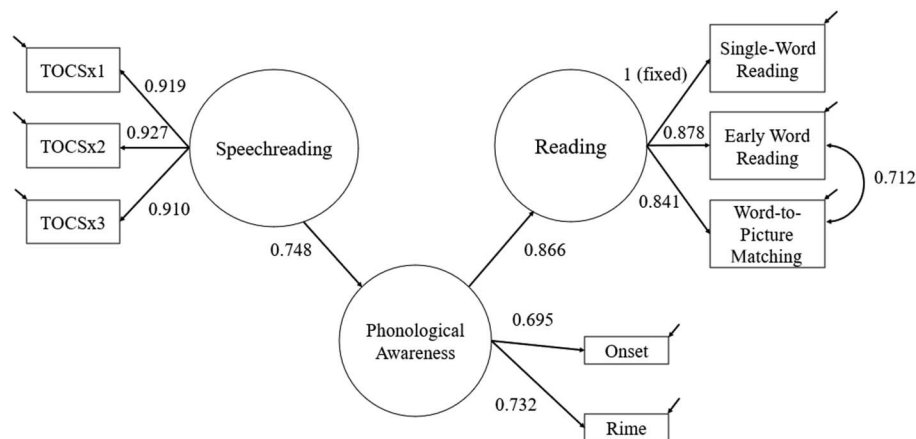 TOCSx1
0.919
TOCSx2
0.927
TOCSx3
0.910
Speechreading
0.748
Phonological
Awareness
0.866
Reading
1 (fixed)
Single-Word
Reading
0.878
Early Word
Reading
0.841
Word-to-
Picture
Matching
0.712
0.695
Onset
0.732
Rime